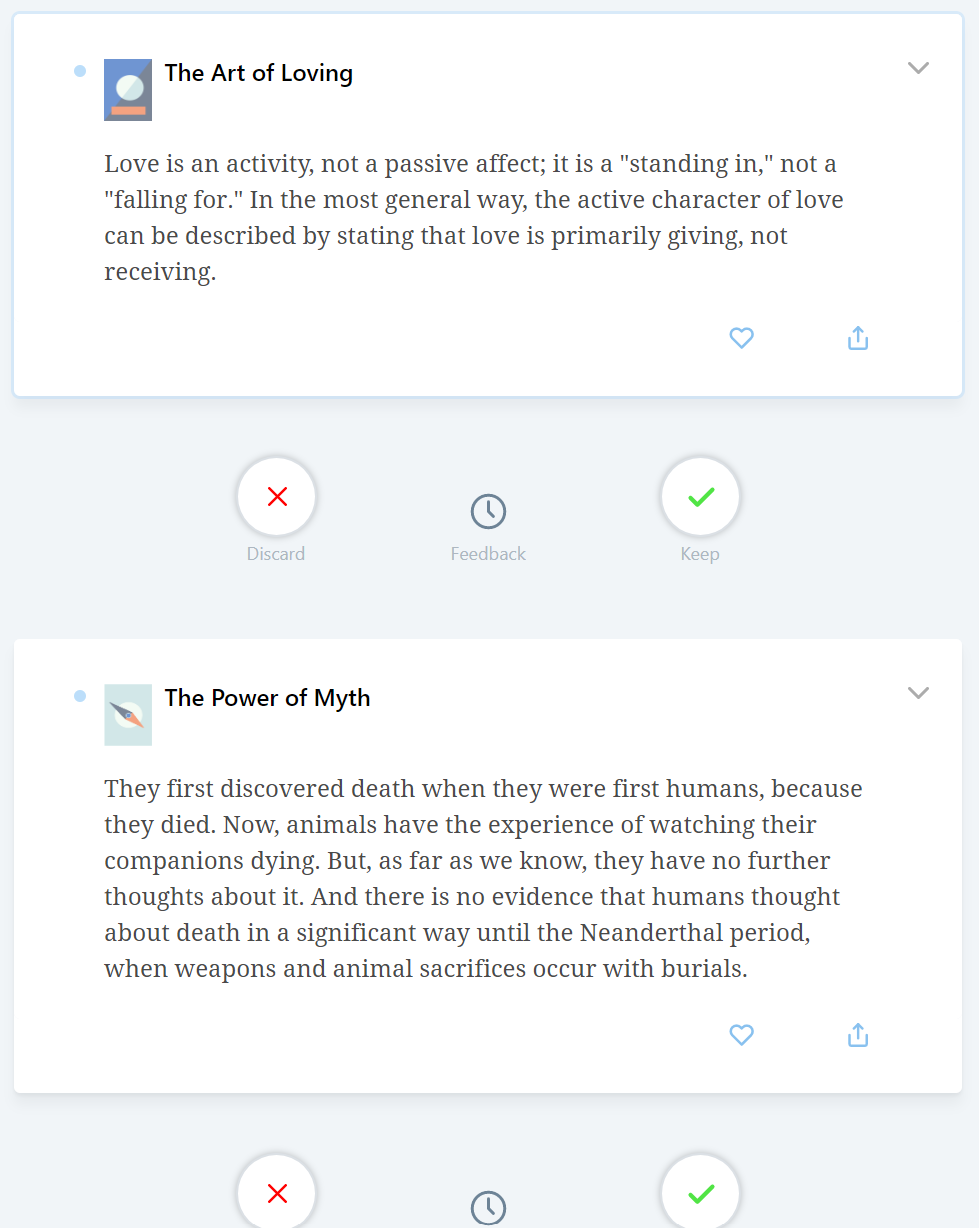 The Art of Loving
Love is an activity, not a passive affect; it is a "standing in," not a
"falling for." In the most general way, the active character of love
can be described by stating that love is primarily giving, not
receiving.
Discard
Feedback
Keep
The Power of Myth
They first discovered death when they were first humans, because
they died. Now, animals have the experience of watching their
companions dying. But, as far as we know, they have no further
thoughts about it. And there is no evidence that humans thought
about death in a significant way until the Neanderthal period,
when weapons and animal sacrifices occur with burials.